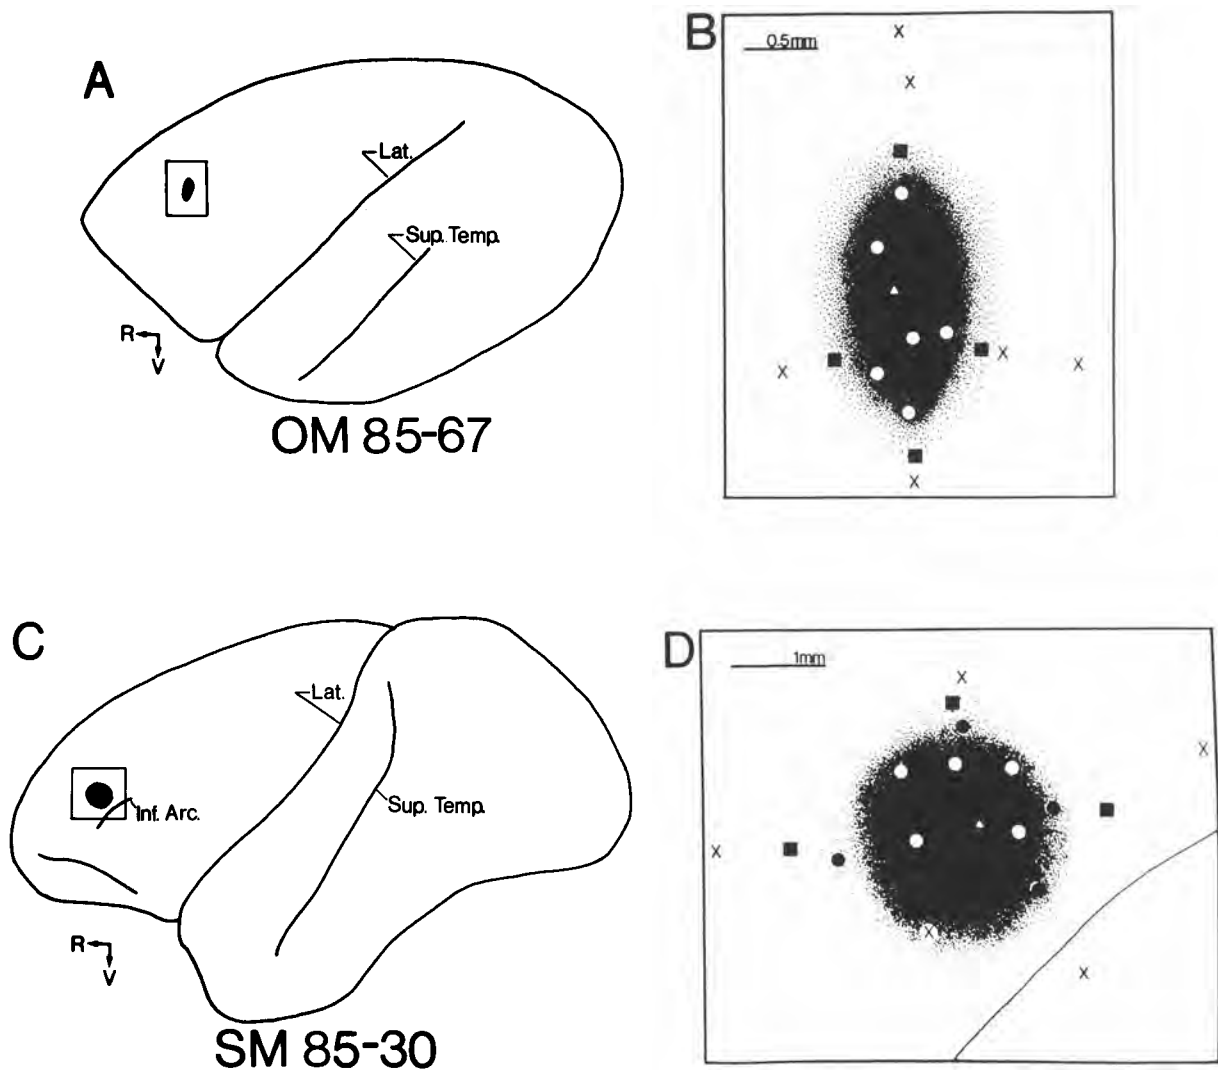 A
Lat.
Sup. Temp.
R
V
OM 85-67
B
0.5mm
X
X
X
X
X
X
C
Lat.
Inf. Arc.
Sup. Temp.
R
V
SM 85-30
D
1mm
X
X
X
X
X